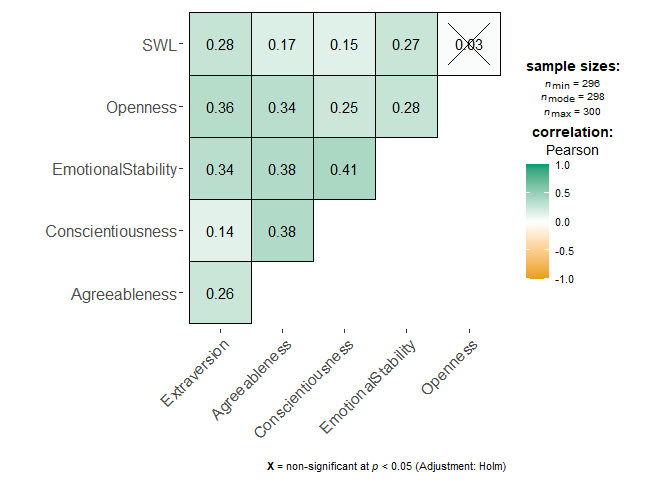 SWL
0.28 0.17 0.15 0.27 0.03
Openness
0.36 0.34 0.25 0.28
EmotionalStability
0.34 0.38 0.41
Conscientiousness
0.14 0.38
Agreeableness
0.26
Extraversion
Agreeableness
Conscientiousness
EmotionalStability
Openness
sample sizes:
nmin = 296
nmode = 298
nmax = 300
correlation:
Pearson
1.0
0.5
0.0
-0.5
-1.0
X = non-significant at p < 0.05 (Adjustment: Holm)